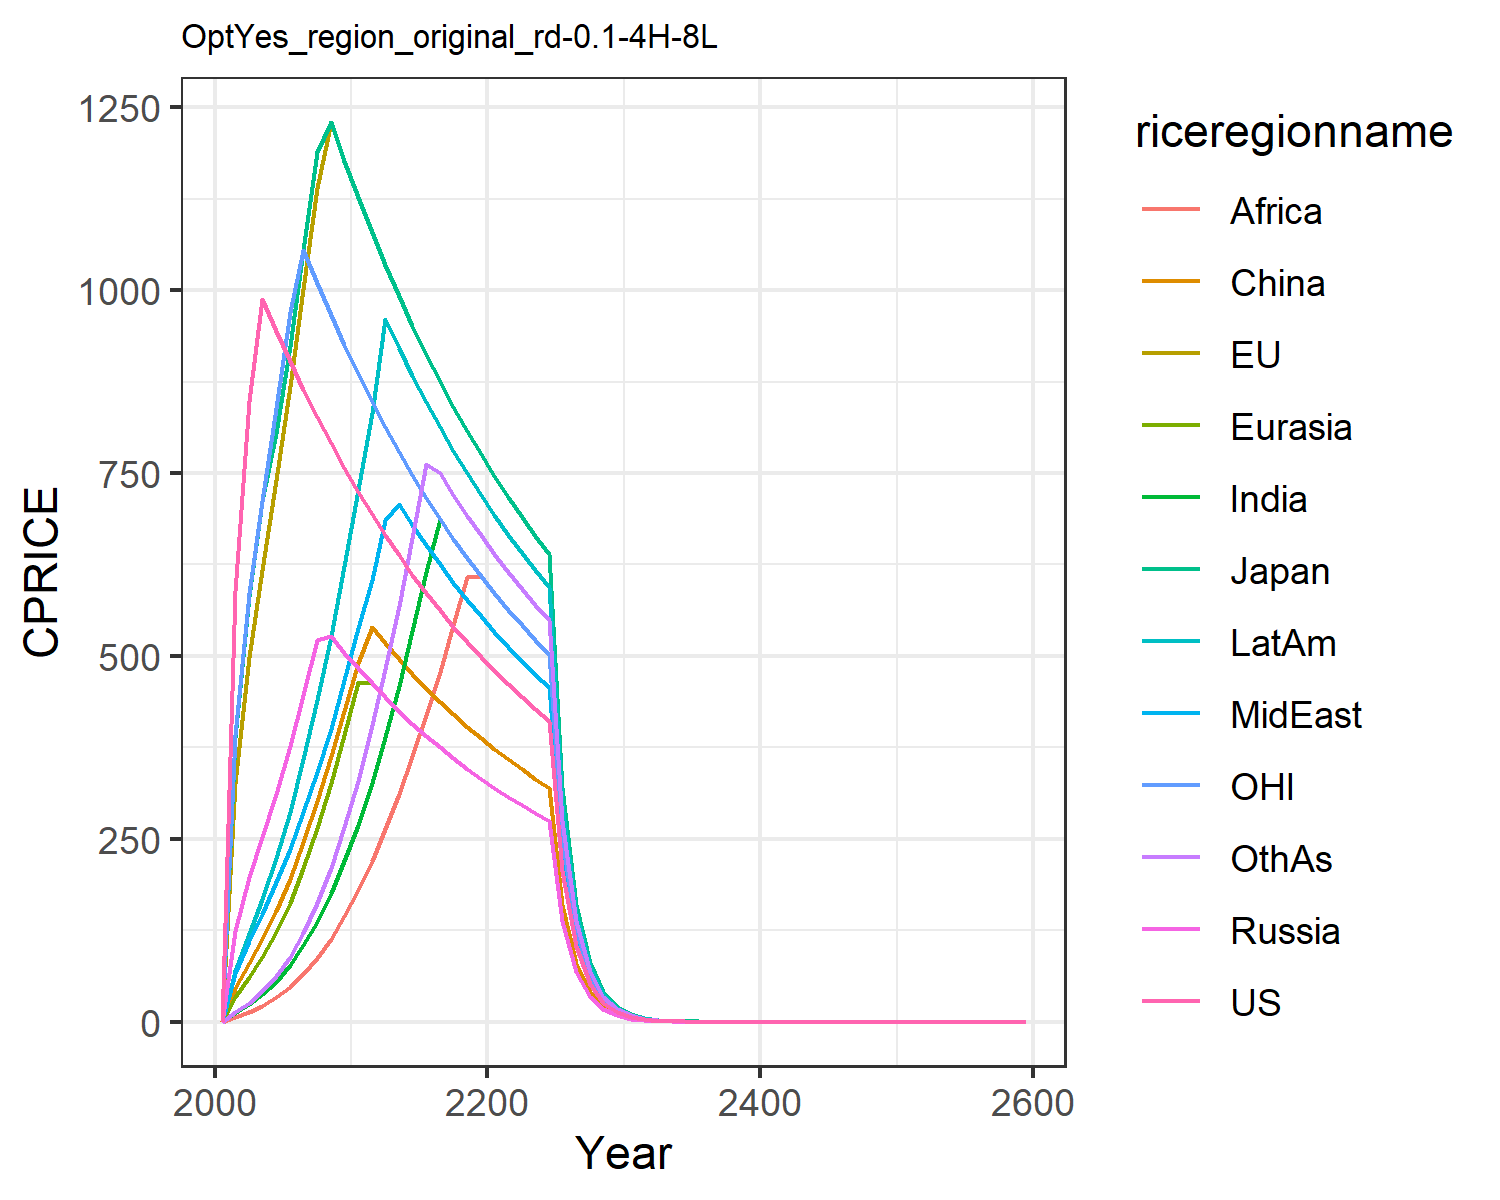 OptYes_region_original_rd-0.1-4H-8L
1250
1000
750
500
250
0
CPRICE
2000
2200
2400
2600
Year
riceregionname
Africa
China
EU
Eurasia
India
Japan
LatAm
MidEast
OHI
OthAs
Russia
US